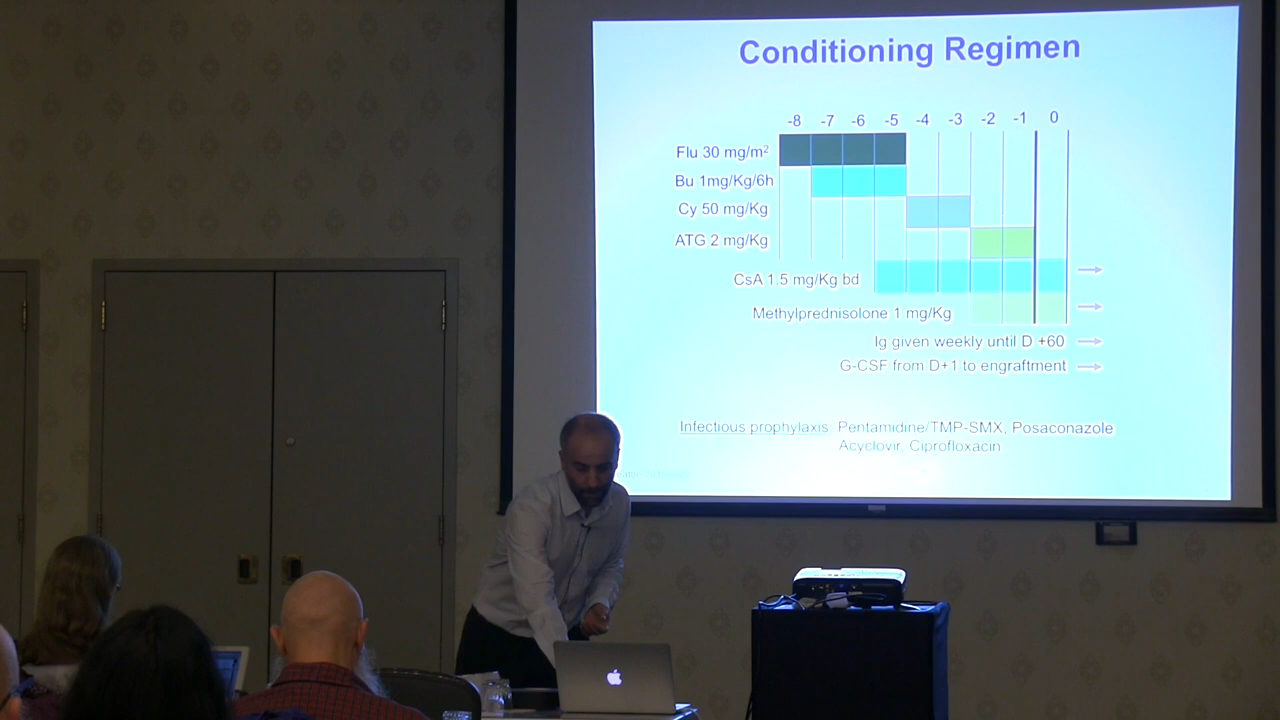 Conditioning Regimen
-8 -7 -6 -5 -4 -3 -2 -1 0
Flu 30 mg/m²
Bu 1mg/Kg/6h
Cy 50 mg/Kg
ATG 2 mg/Kg
CsA 1.5 mg/Kg bd
Methylprednisolone 1 mg/Kg
Ig given weekly until D +60
G-CSF from D+1 to engraftment
Infectious prophylaxis Pentamidine/TMP-SMX, Posaconazole
Acyclovir, Ciprofloxacin